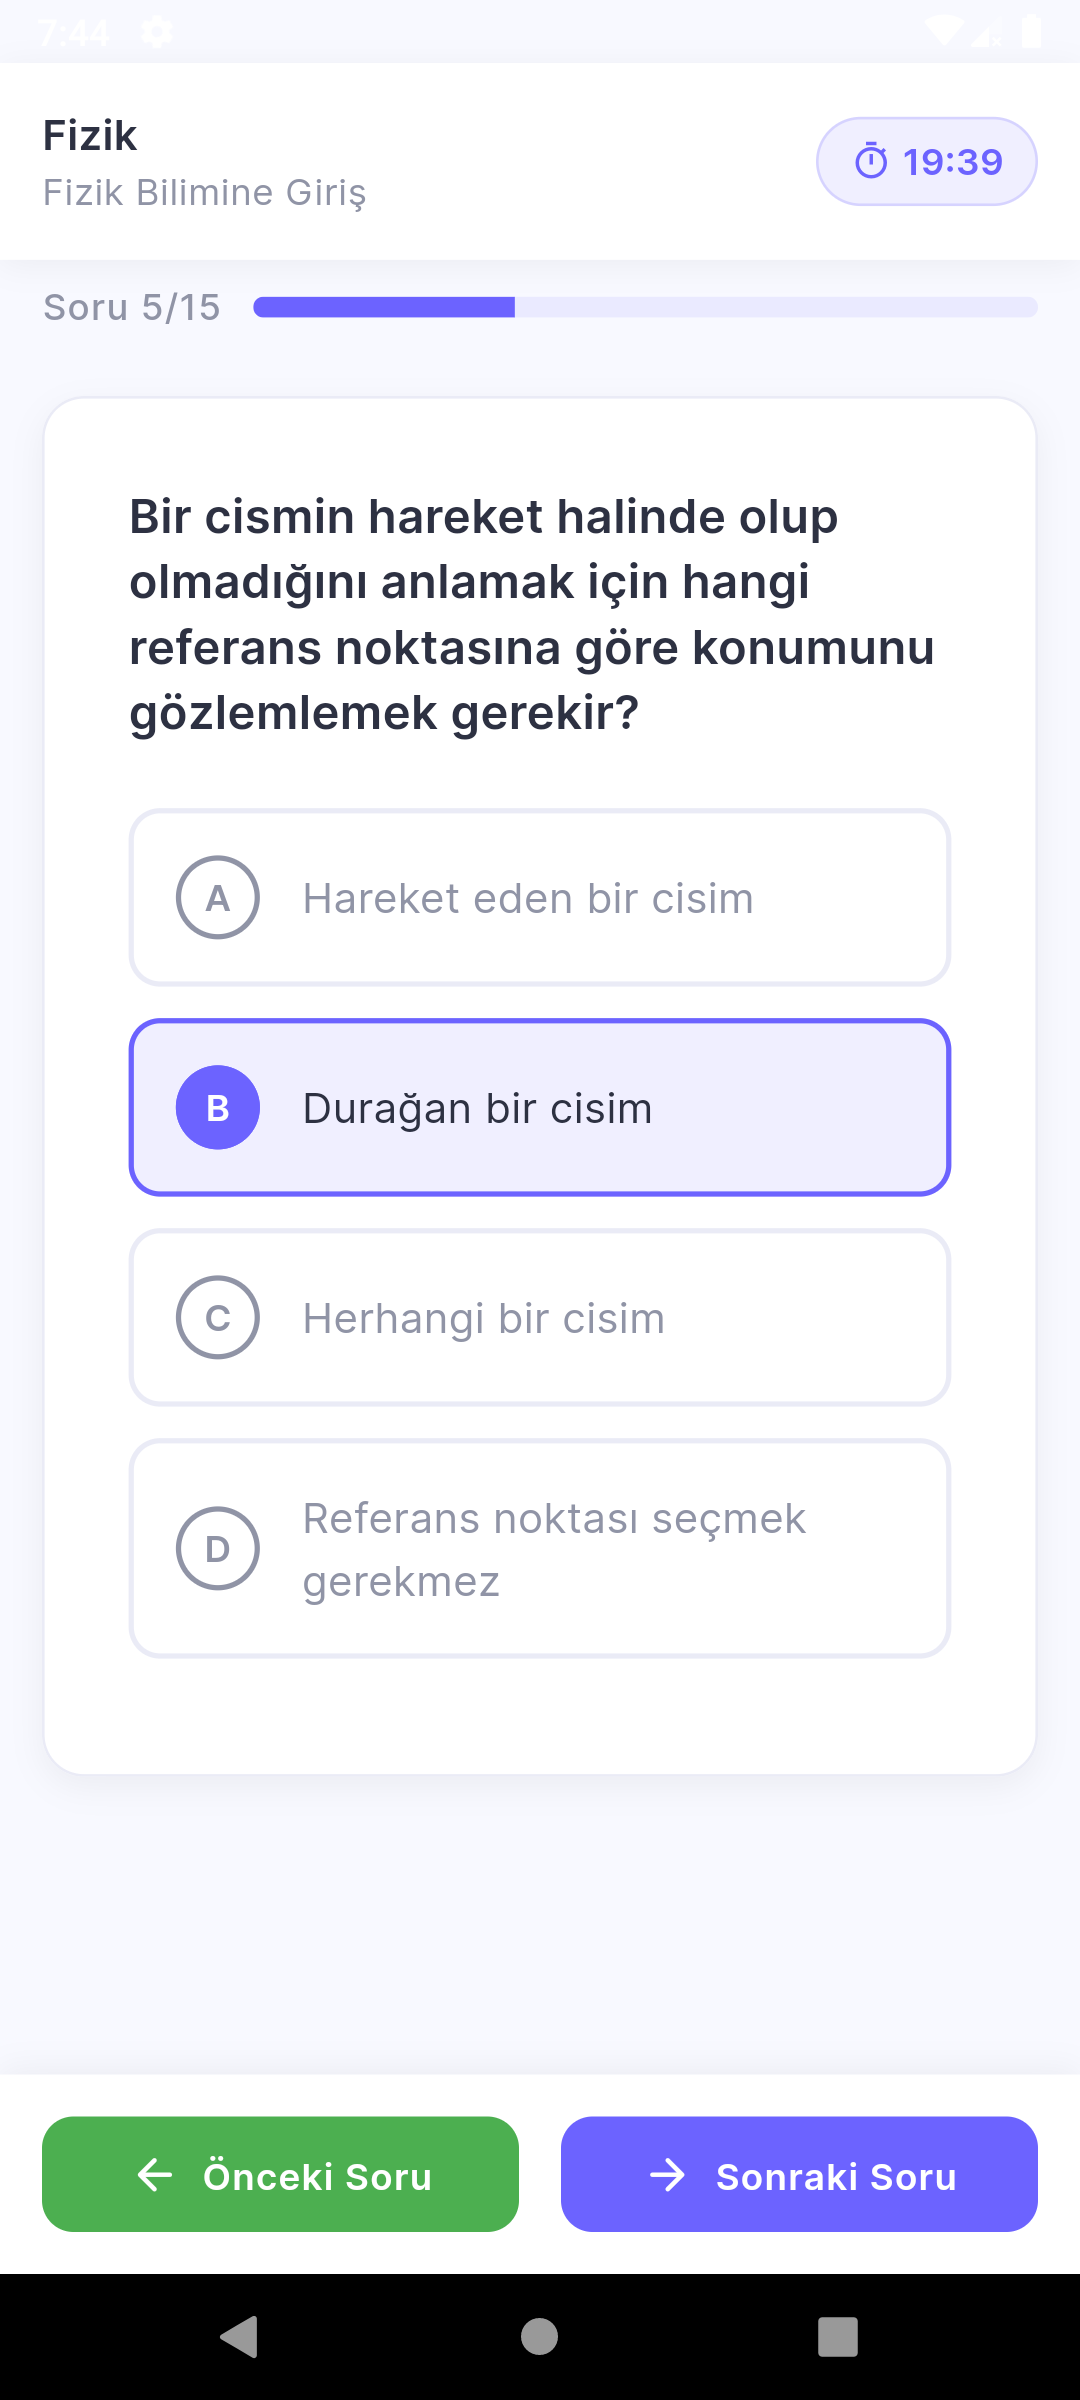 7:44
Fizik
Fizik Bilimine Giriş
19:39
Soru 5/15
Bir cismin hareket halinde olup
olmadığını anlamak için hangi
referans noktasına göre konumunu
gözlemlemek gerekir?
A Hareket eden bir cisim
B Durağan bir cisim
C Herhangi bir cisim
D Referans noktası seçmek
gerekmez
Önceki Soru
Sonraki Soru